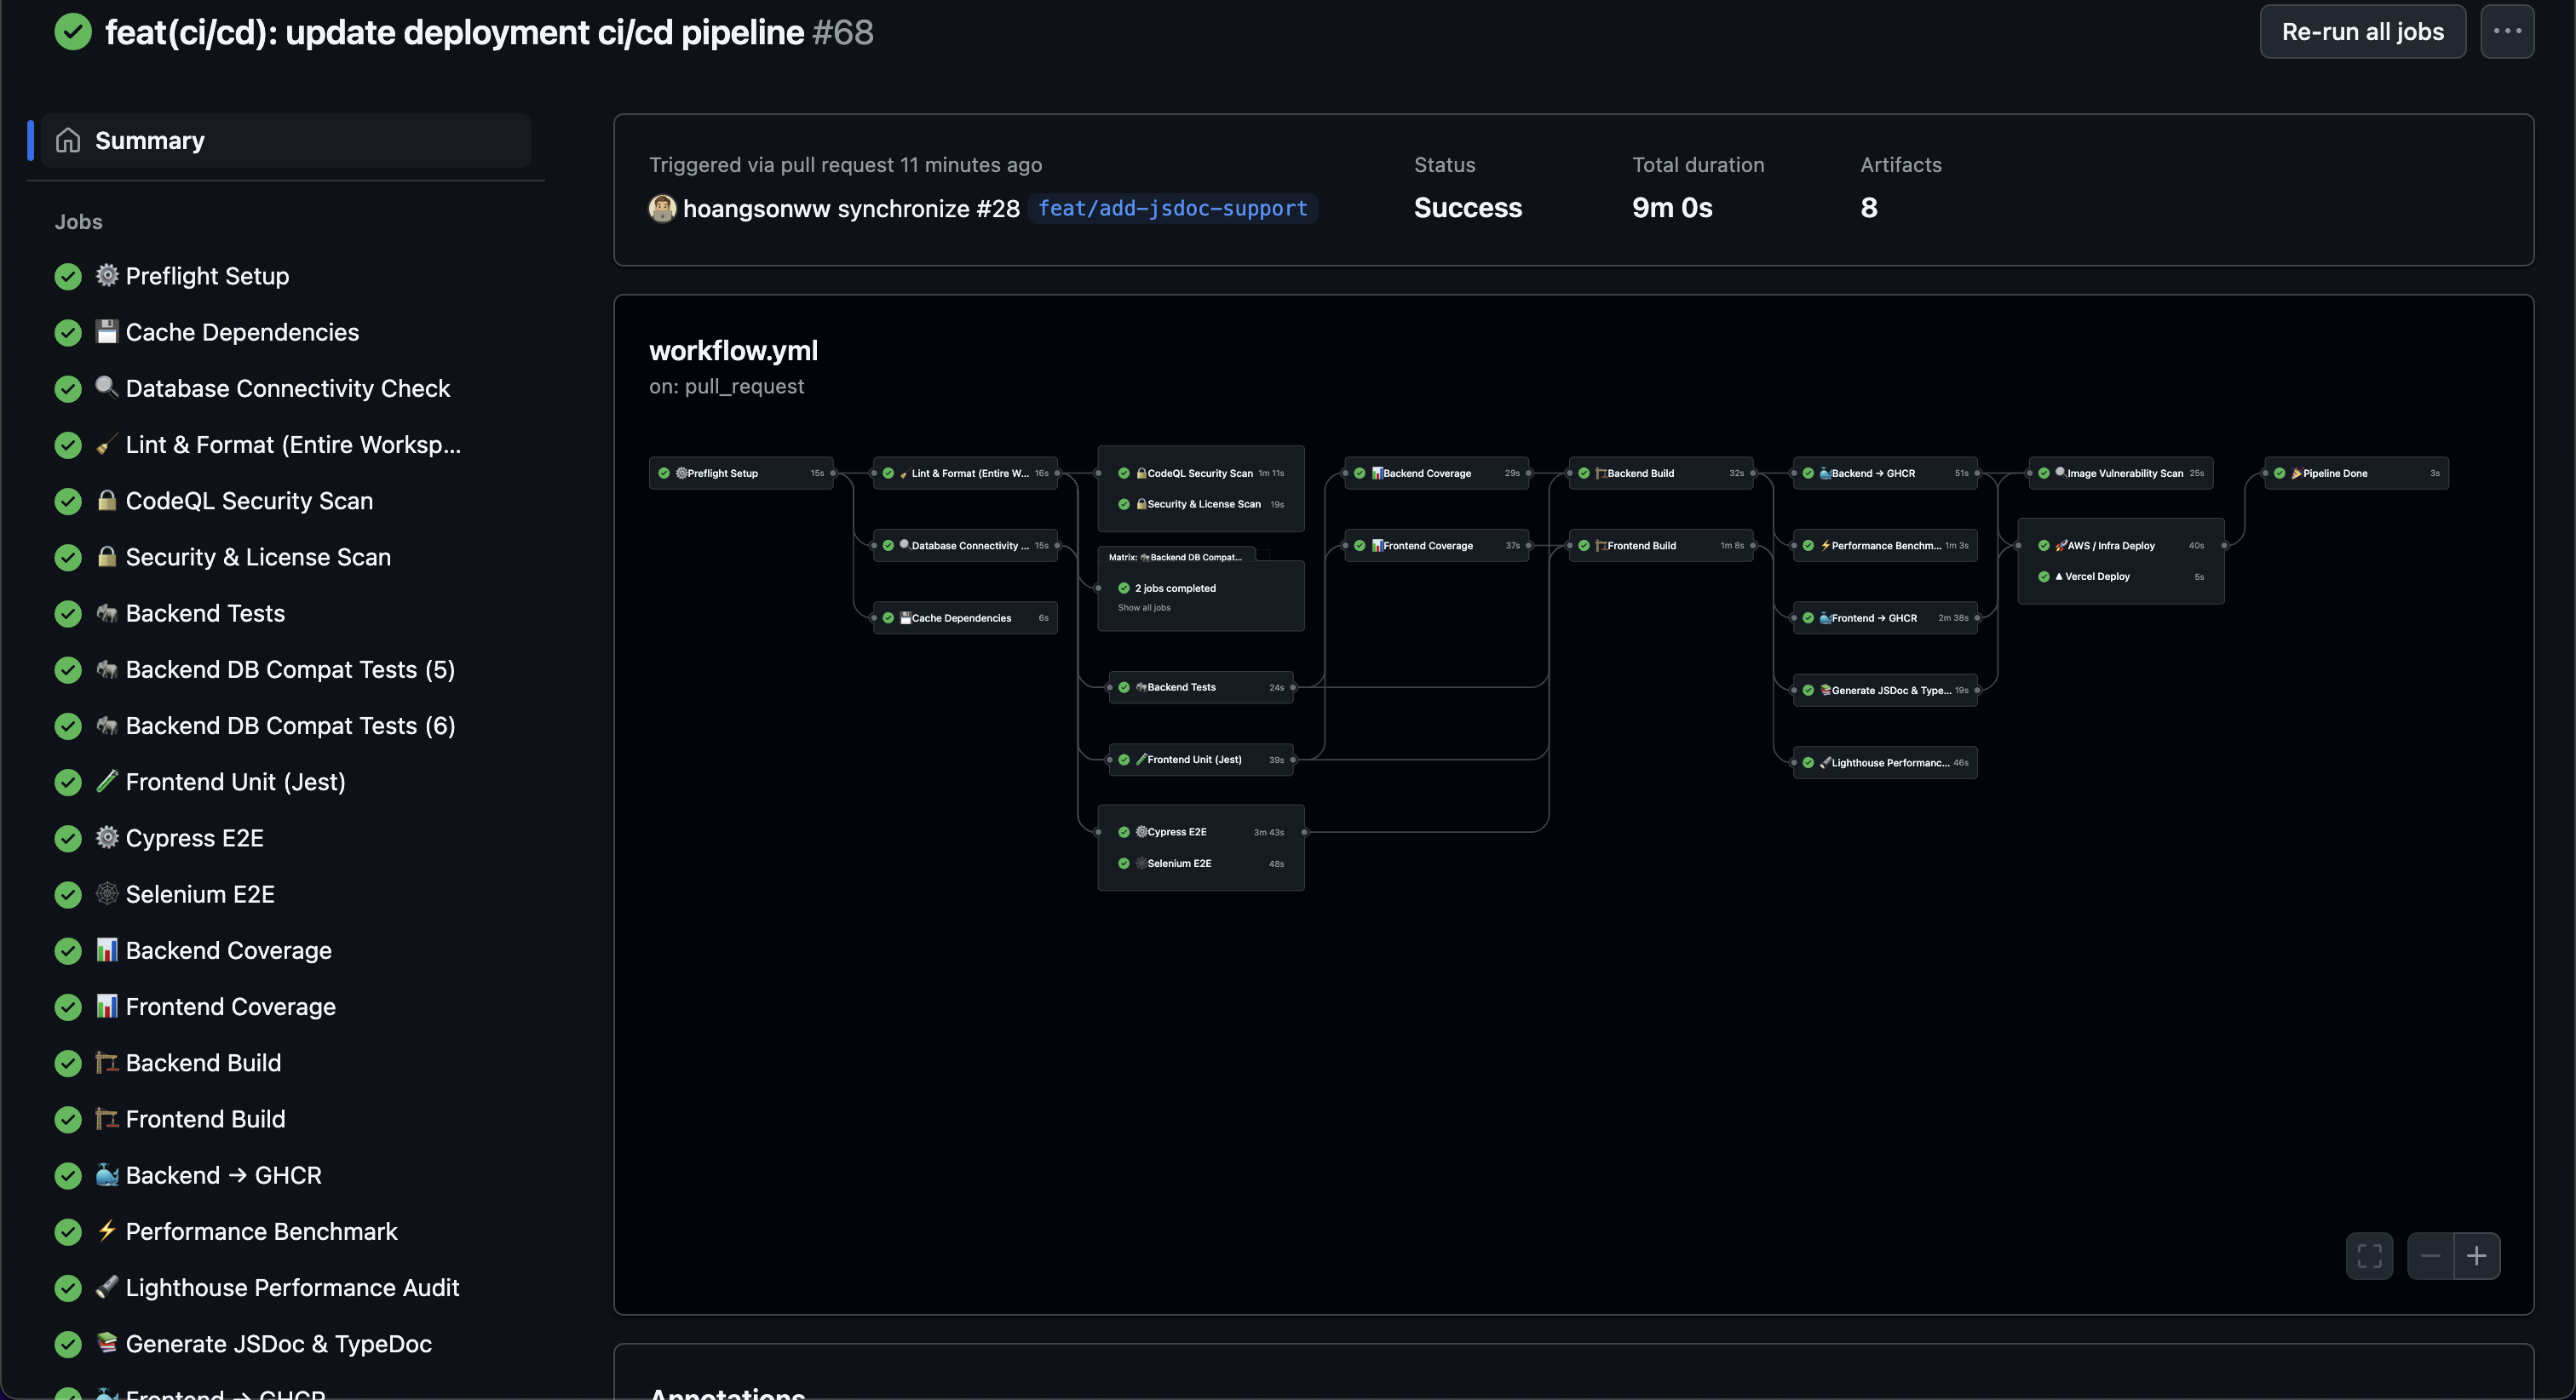 feat(ci/cd): update deployment ci/cd pipeline #68
Re-run all jobs
Summary
Jobs
Preflight Setup
Cache Dependencies
Database Connectivity Check
Lint & Format (Entire Worksp...
CodeQL Security Scan
Security & License Scan
Backend Tests
Backend DB Compat Tests (5)
Backend DB Compat Tests (6)
Frontend Unit (Jest)
Cypress E2E
Selenium E2E
Backend Coverage
Frontend Coverage
Backend Build
Frontend Build
Backend → GHCR
Performance Benchmark
Lighthouse Performance Audit
Generate JSDoc & TypeDoc
Frontend → GHCR
Triggered via pull request 11 minutes ago
hoangsonww synchronize #28 feat/add-jsdoc-support
Status
Success
Total duration
9m 0s
Artifacts
8
workflow.yml
on: pull_request
Preflight Setup 15s
Lint & Format (Entire W... 16s
Database Connectivity ... 15s
Cache Dependencies 6s
CodeQL Security Scan 1m 11s
Security & License Scan 19s
Matrix: Backend DB Compat...
2 jobs completed
Show all jobs
Backend Tests 24s
Frontend Unit (Jest) 39s
Cypress E2E 3m 43s
Selenium E2E 48s
Backend Coverage 29s
Frontend Coverage 37s
Backend Build 32s
Frontend Build 1m 8s
Backend → GHCR 51s
Performance Benchm... 1m 3s
Frontend → GHCR 2m 38s
Generate JSDoc & Type... 19s
Lighthouse Performanc... 46s
Image Vulnerability Scan 25s
AWS / Infra Deploy 40s
Vercel Deploy 5s
Pipeline Done 3s
Annotations